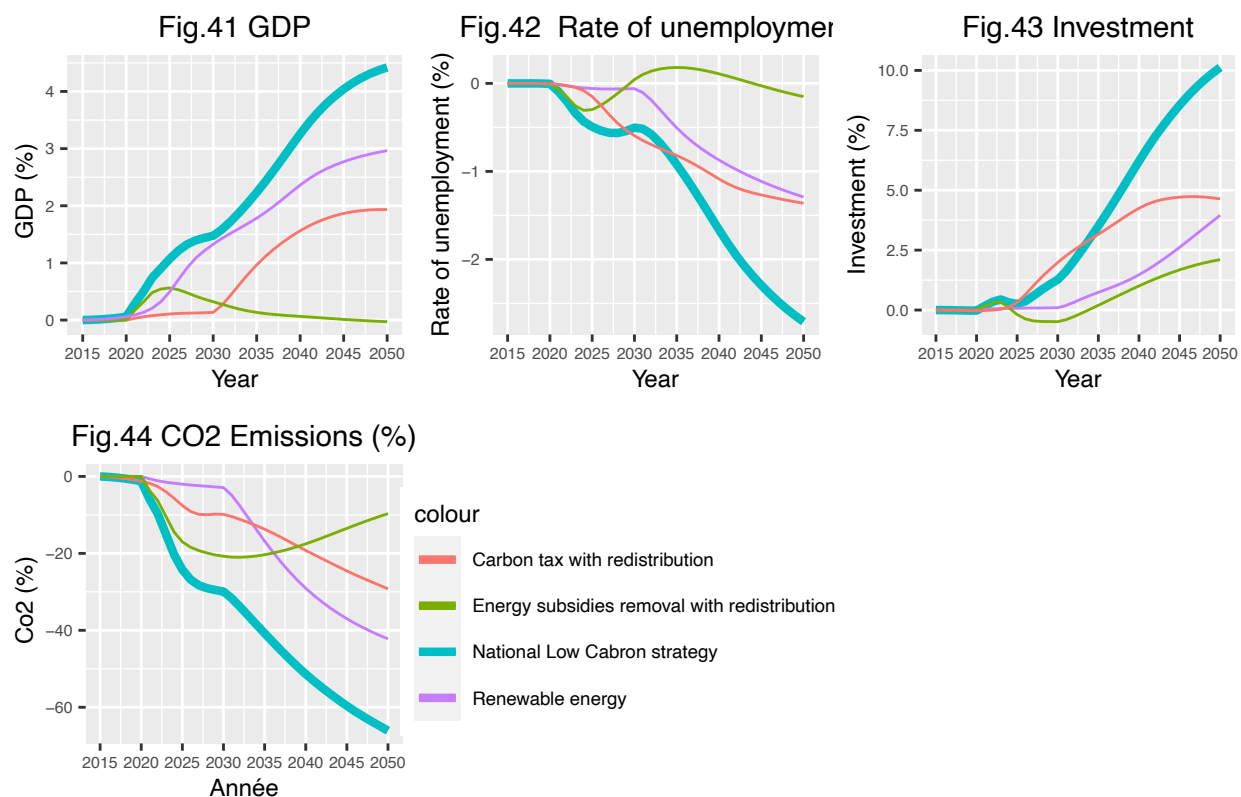 Fig.41 GDP
GDP (%)
4
3
2
1
0
2015 2020 2025 2030 2035 2040 2045 2050
Year
Fig.42 Rate of unemploymen
Rate of unemployment (%)
0
−1
−2
2015 2020 2025 2030 2035 2040 2045 2050
Year
Fig.43 Investment
Investment (%)
10.0
7.5
5.0
2.5
0.0
2015 2020 2025 2030 2035 2040 2045 2050
Year
Fig.44 CO2 Emissions (%)
Co2 (%)
0
−20
−40
−60
2015 2020 2025 2030 2035 2040 2045 2050
Année
colour
Carbon tax with redistribution
Energy subsidies removal with redistribution
National Low Cabron strategy
Renewable energy